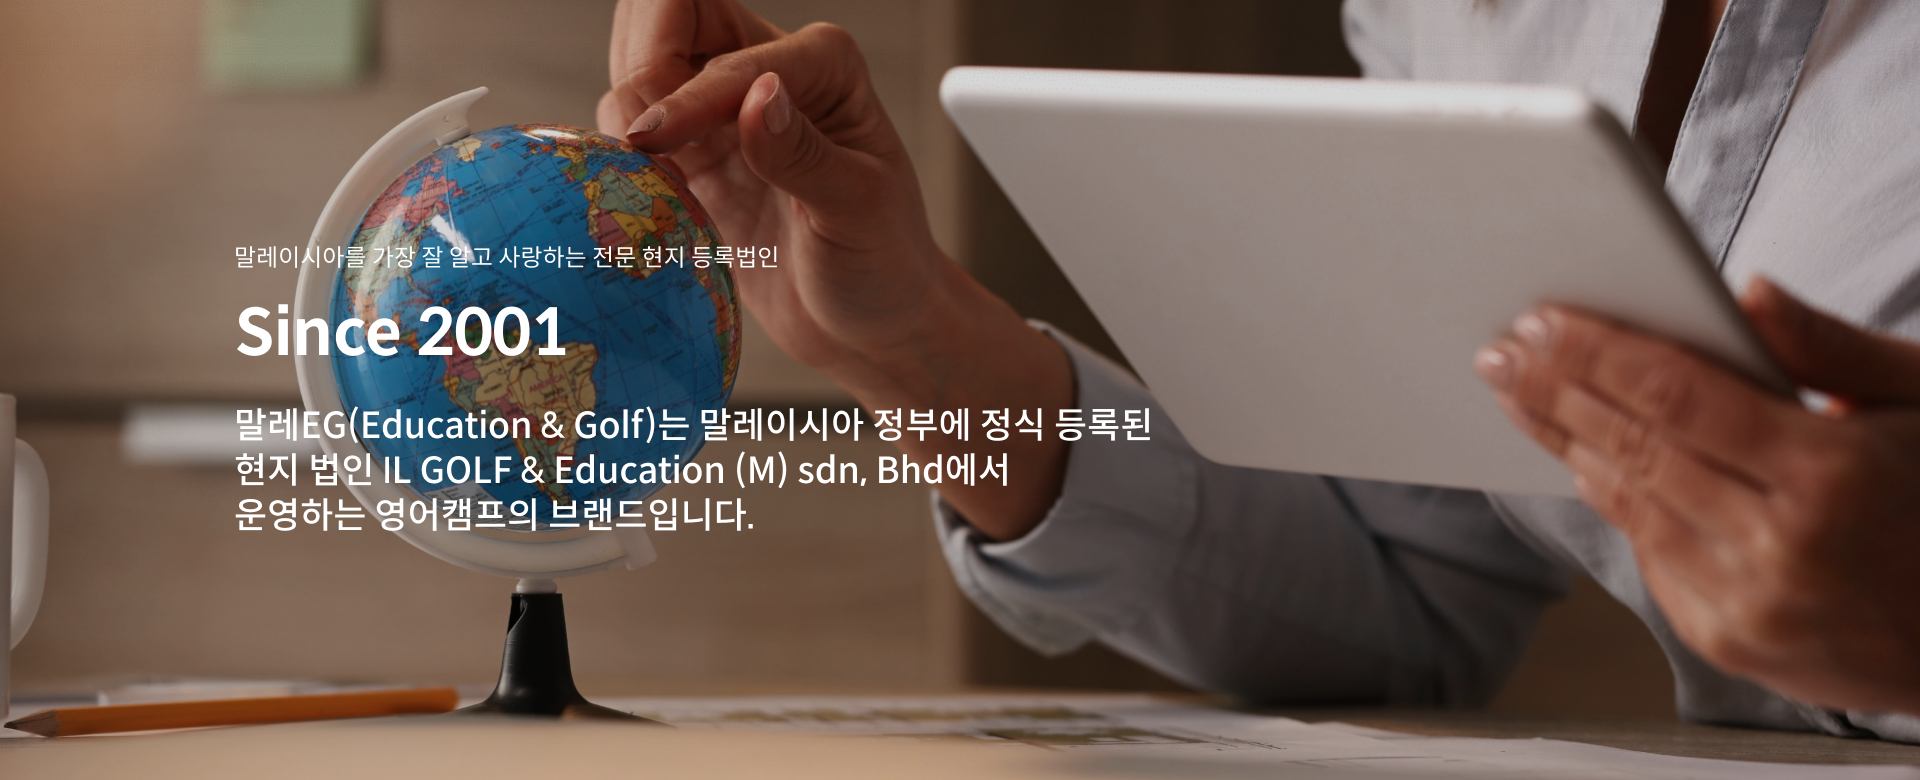 말레이시아를 가장 잘 알고 사랑하는 전문 현지 등록법인
Since 2001
말레EG(Education & Golf)는 말레이시아 정부에 정식 등록된
현지 법인 IL GOLF & Education (M) sdn, Bhd에서
운영하는 영어캠프의 브랜드입니다.